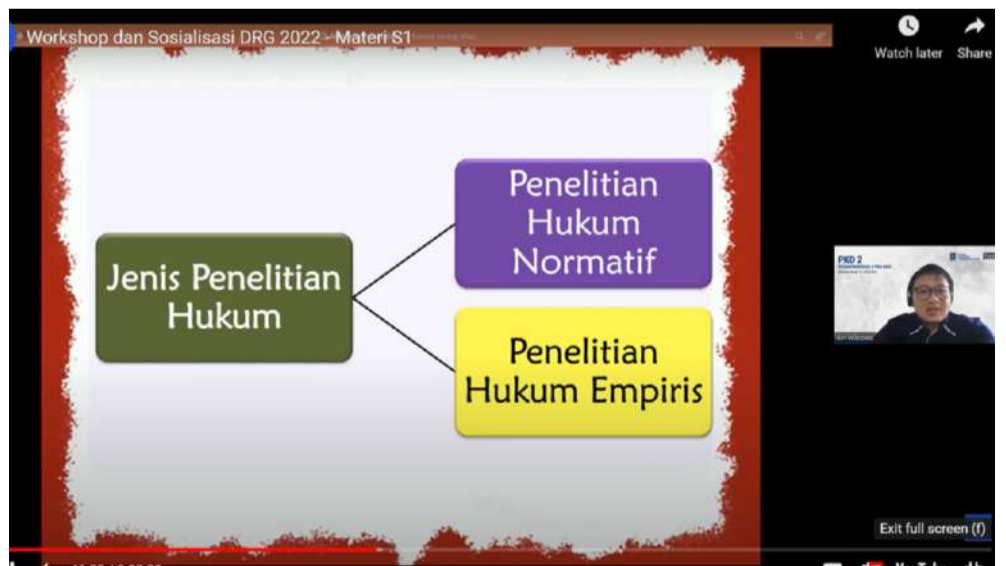 Workshop dan Sosialisasi DRG 2022 - Materi S1
Watch later
Share
Jenis Penelitian
Hukum
Penelitian
Hukum
Normatif
Penelitian
Hukum Empiris
PKD 2
Exit full screen (f)